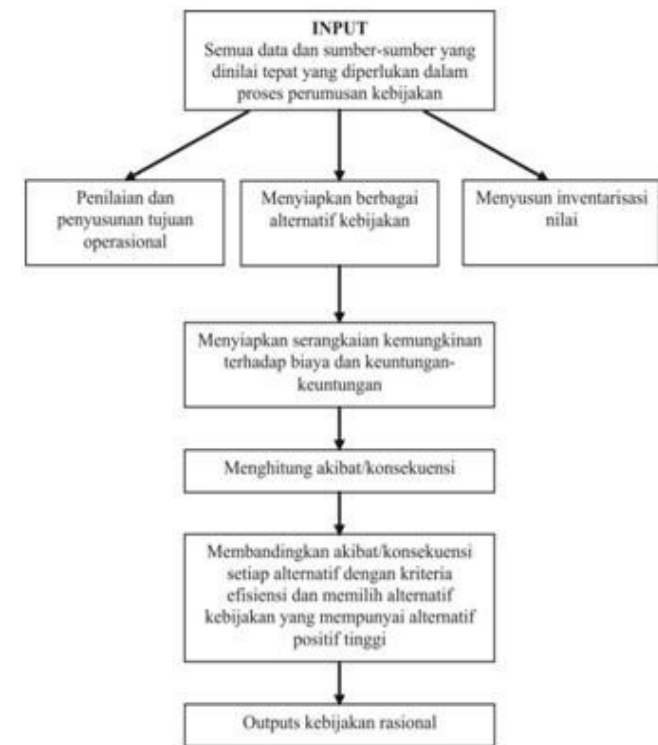 INPUT
Semua data dan sumber-sumber yang
dinilai tepat yang diperlukan dalam
proses perumusan kebijakan
Penilaian dan
penyusunan tujuan
operasional
Menyiapkan berbagai
alternatif kebijakan
Menyusun inventarisasi
nilai
Menyiapkan serangkaian kemungkinan
terhadap biaya dan keuntungan-
keuntungan
Menghitung akibat/konsekuensi
Membandingkan akibat/konsekuensi
setiap alternatif dengan kriteria
efisiensi dan memilih alternatif
kebijakan yang mempunyai alternatif
positif tinggi
Outputs kebijakan rasional